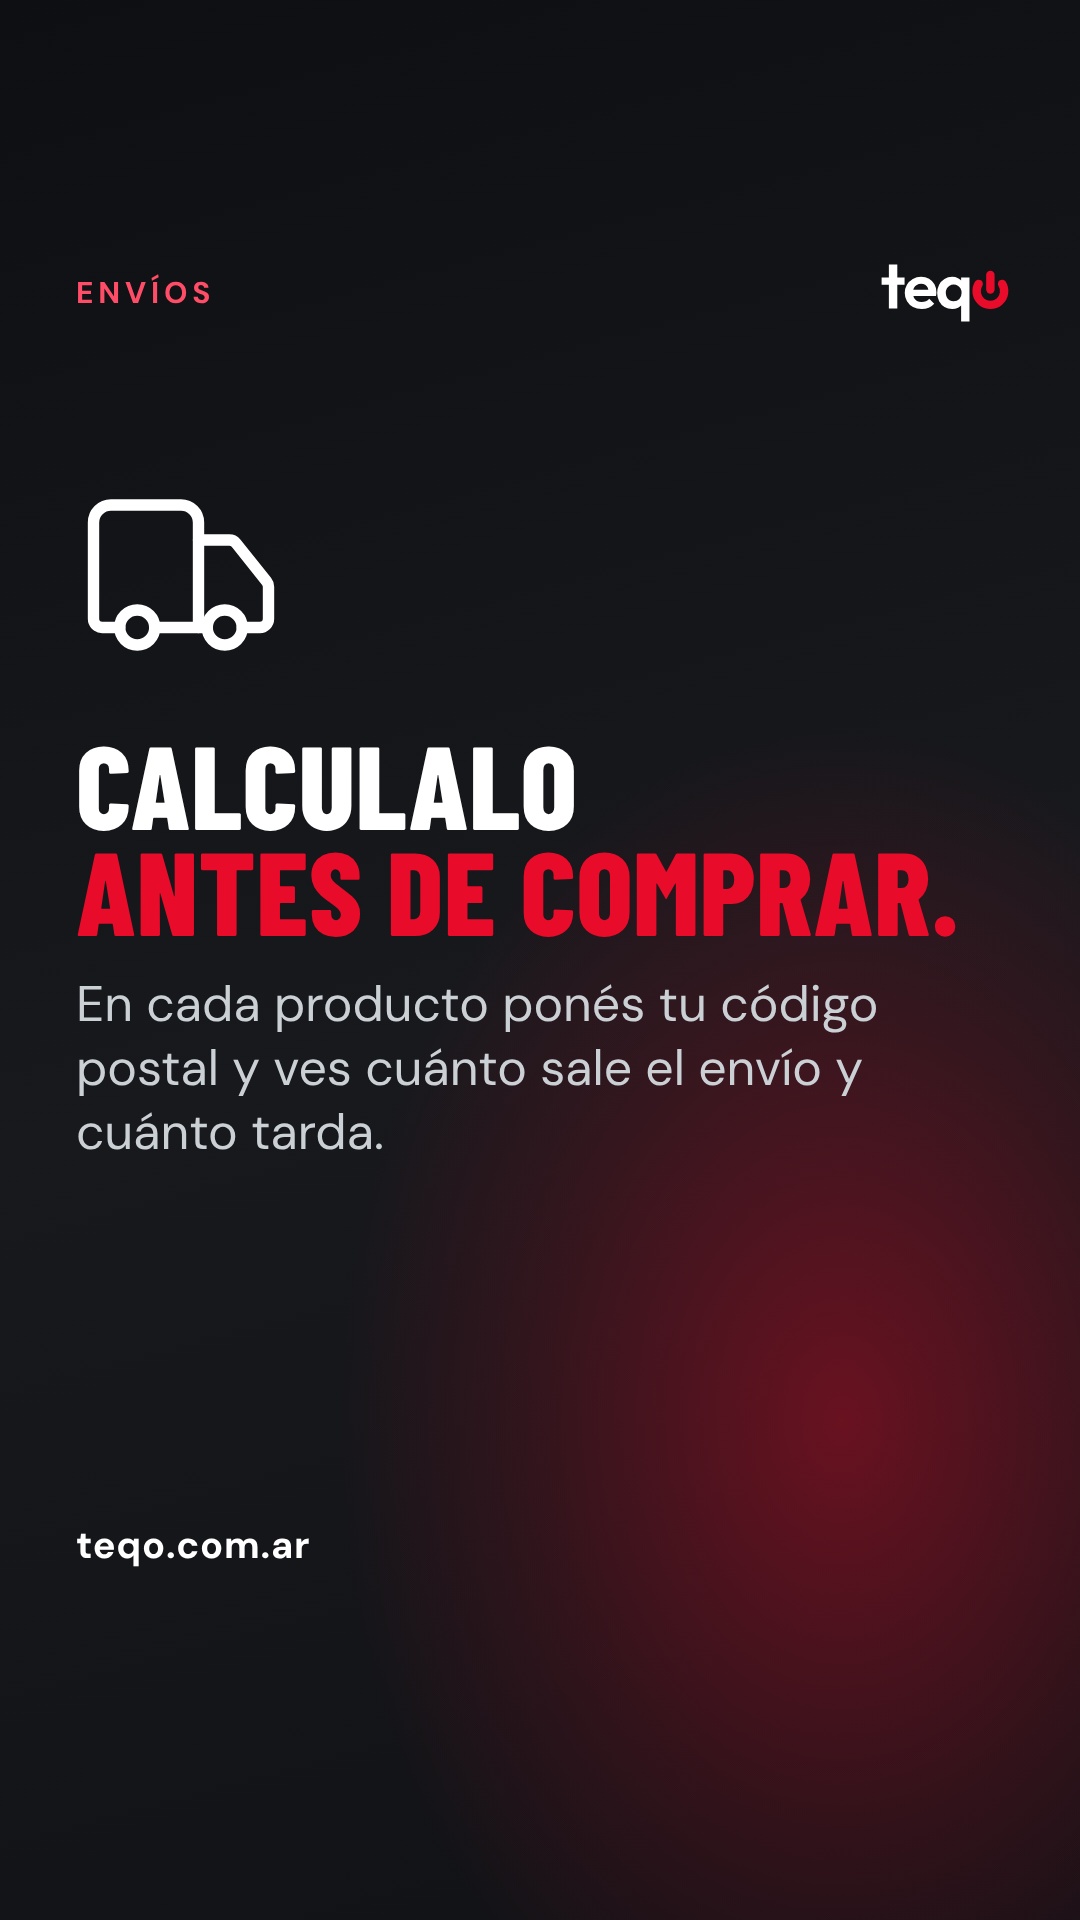 ENVÍOS
teqo
CALCULALO
ANTES DE COMPRAR.
En cada producto ponés tu código
postal y ves cuánto sale el envío y
cuánto tarda.
teqo.com.ar